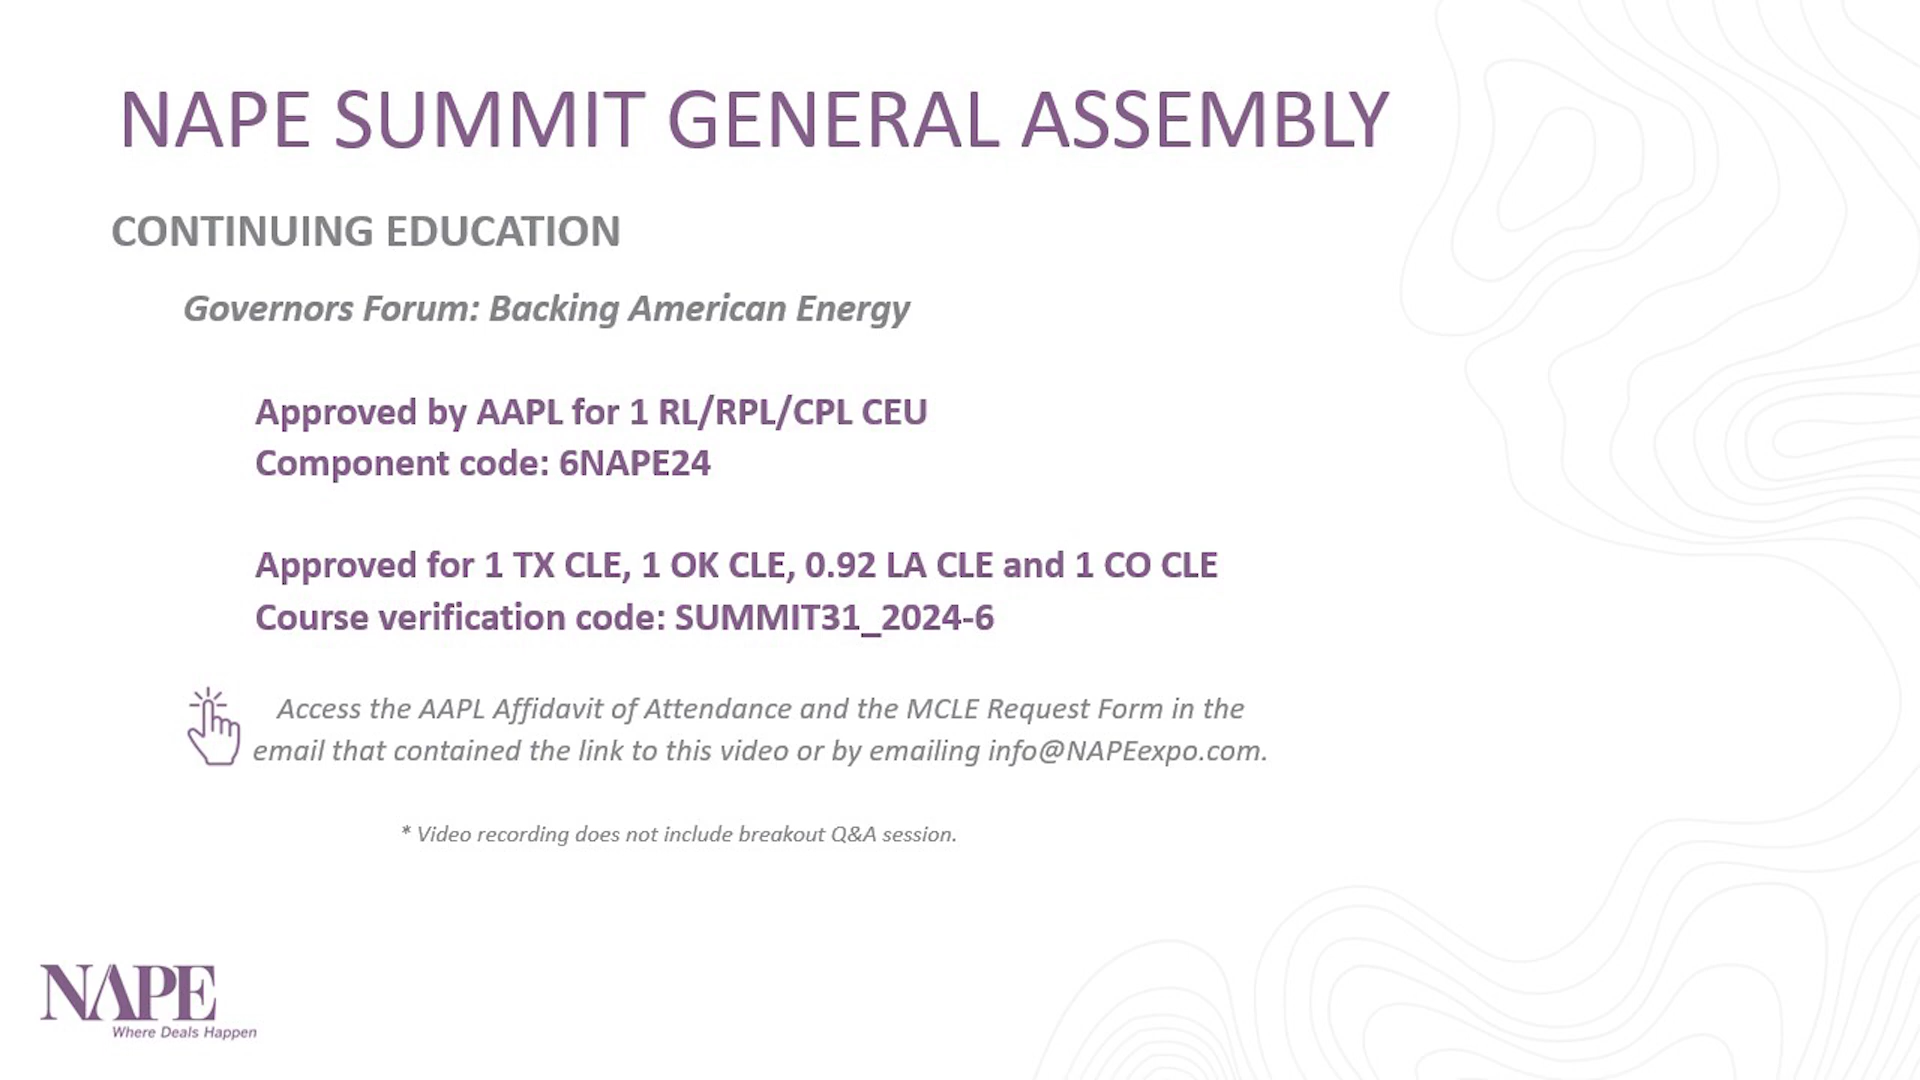 NAPE SUMMIT GENERAL ASSEMBLY
CONTINUING EDUCATION
Governors Forum: Backing American Energy
Approved by AAPL for 1 RL/RPL/CPL CEU
Component code: 6NAPE24
Approved for 1 TX CLE, 1 OK CLE, 0.92 LA CLE and 1 CO CLE
Course verification code: SUMMIT31_2024-6
Access the AAPL Affidavit of Attendance and the MCLE Request Form in the
email that contained the link to this video or by emailing info@NAPEexpo.com.
* Video recording does not include breakout Q&A session.
NAPE
Where Deals Happen